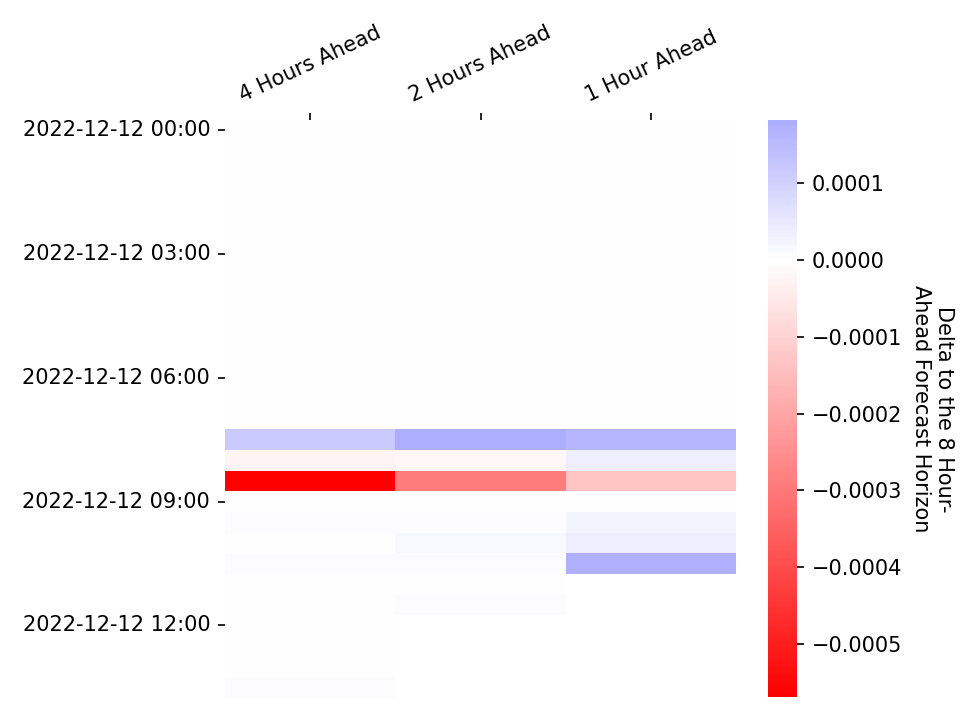 4 Hours Ahead
2 Hours Ahead
1 Hour Ahead
2022-12-12 00:00
2022-12-12 03:00
2022-12-12 06:00
2022-12-12 09:00
2022-12-12 12:00
0.0001
0.0000
−0.0001
−0.0002
−0.0003
−0.0004
−0.0005
Delta to the 8 Hour-
Ahead Forecast Horizon